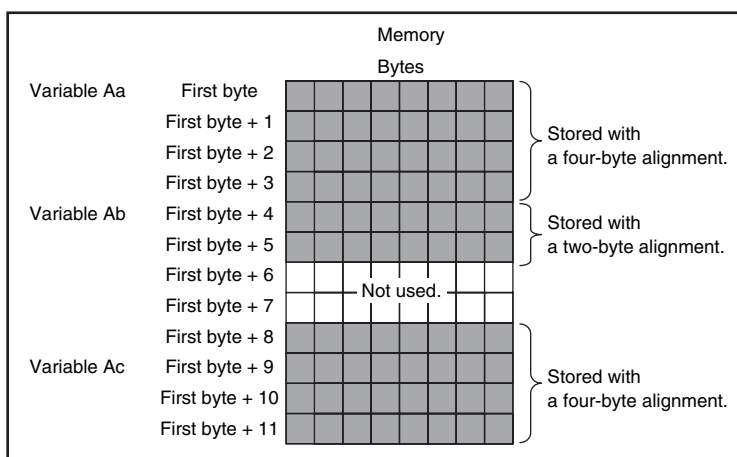 Memory
Bytes
Variable Aa First byte
First byte + 1
First byte + 2
First byte + 3
Stored with
a four-byte alignment.
Variable Ab First byte + 4
First byte + 5
Stored with
a two-byte alignment.
First byte + 6
First byte + 7
Not used.
First byte + 8
Variable Ac First byte + 9
First byte + 10
First byte + 11
Stored with
a four-byte alignment.